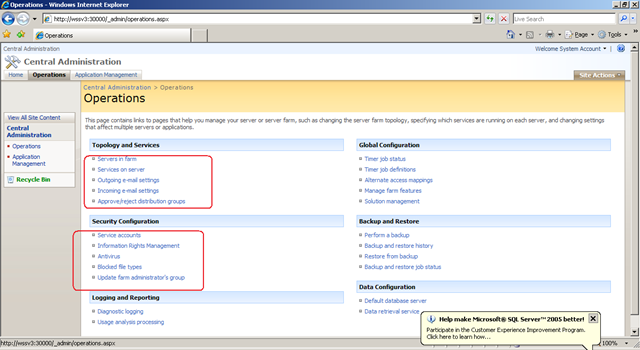 Operations - Windows Internet Explorer
http://wssv3:30000/_admin/operations.aspx
Live Search
Operations
Page
Tools
Central Administration
Welcome System Account
Central Administration
Home
Operations
Application Management
Site Actions
Central Administration > Operations
Operations
View All Site Content
Central
Administration
Operations
Application
Management
Recycle Bin
This page contains links to pages that help you manage your server or server farm, such as changing the server farm topology, specifying which services are running on each server, and changing settings
that affect multiple servers or applications.
Topology and Services
Servers in farm
Services on server
Outgoing e-mail settings
Incoming e-mail settings
Approve/reject distribution groups
Security Configuration
Service accounts
Information Rights Management
Antivirus
Blocked file types
Update farm administrator's group
Logging and Reporting
Diagnostic logging
Usage analysis processing
Global Configuration
Timer job status
Timer job definitions
Alternate access mappings
Manage farm features
Solution management
Backup and Restore
Perform a backup
Backup and restore history
Restore from backup
Backup and restore job status
Data Configuration
Default database server
Data retrieval service
Help make Microsoft® SQL Server™ 2005 better!
Participate in the Customer Experience Improvement Program.
Click here to learn how...
http://wssv3:30000/_admin/operations.aspx
100%